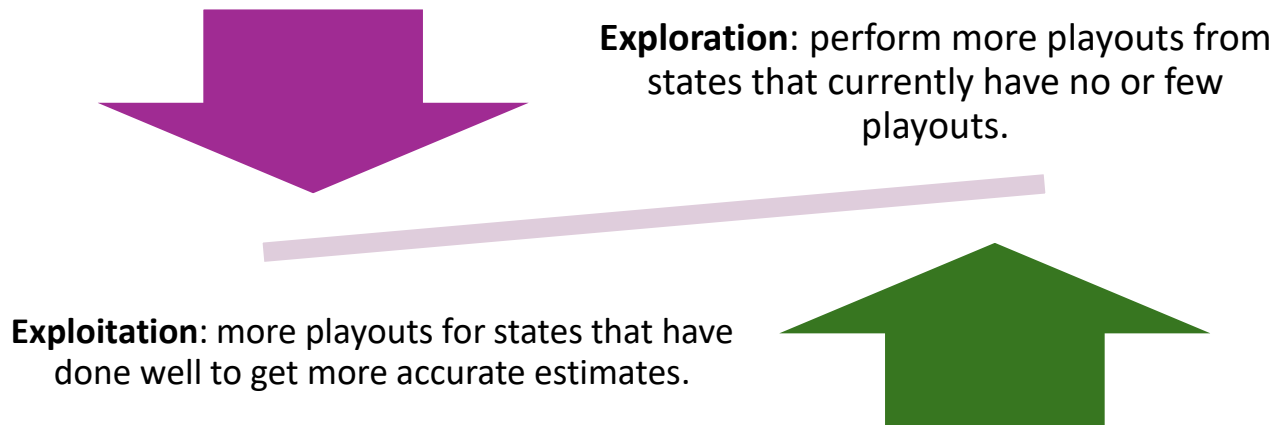 Exploration: perform more playouts from
states that currently have no or few
playouts.
Exploitation: more playouts for states that have
done well to get more accurate estimates.